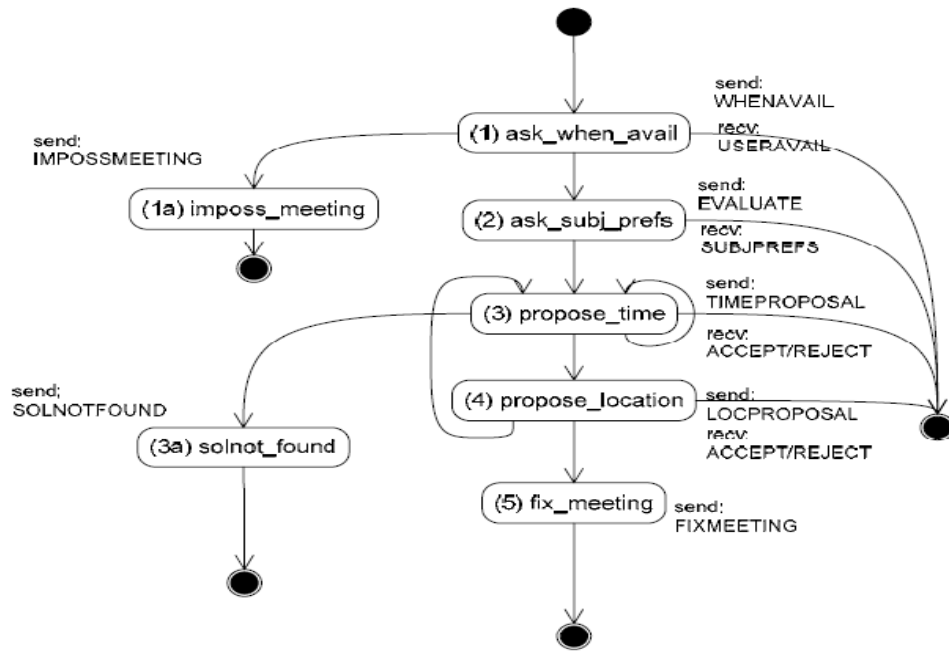 send:
WHENAVAIL
(1) ask_when_avail
recv:
USERAVAIL
send:
IMPOSSMEETING
(1a) imposs_meeting
send:
EVALUATE
(2) ask_subj_prefs
recv:
SUBJPREFS
send:
TIMEPROPOSAL
(3) propose_time
recv:
ACCEPT/REJECT
send:
SOLNOTFOUND
(4) propose_location
send:
LOCPROPOSAL
recv:
ACCEPT/REJECT
(3a) solnot_found
(5) fix_meeting
send:
FIXMEETING